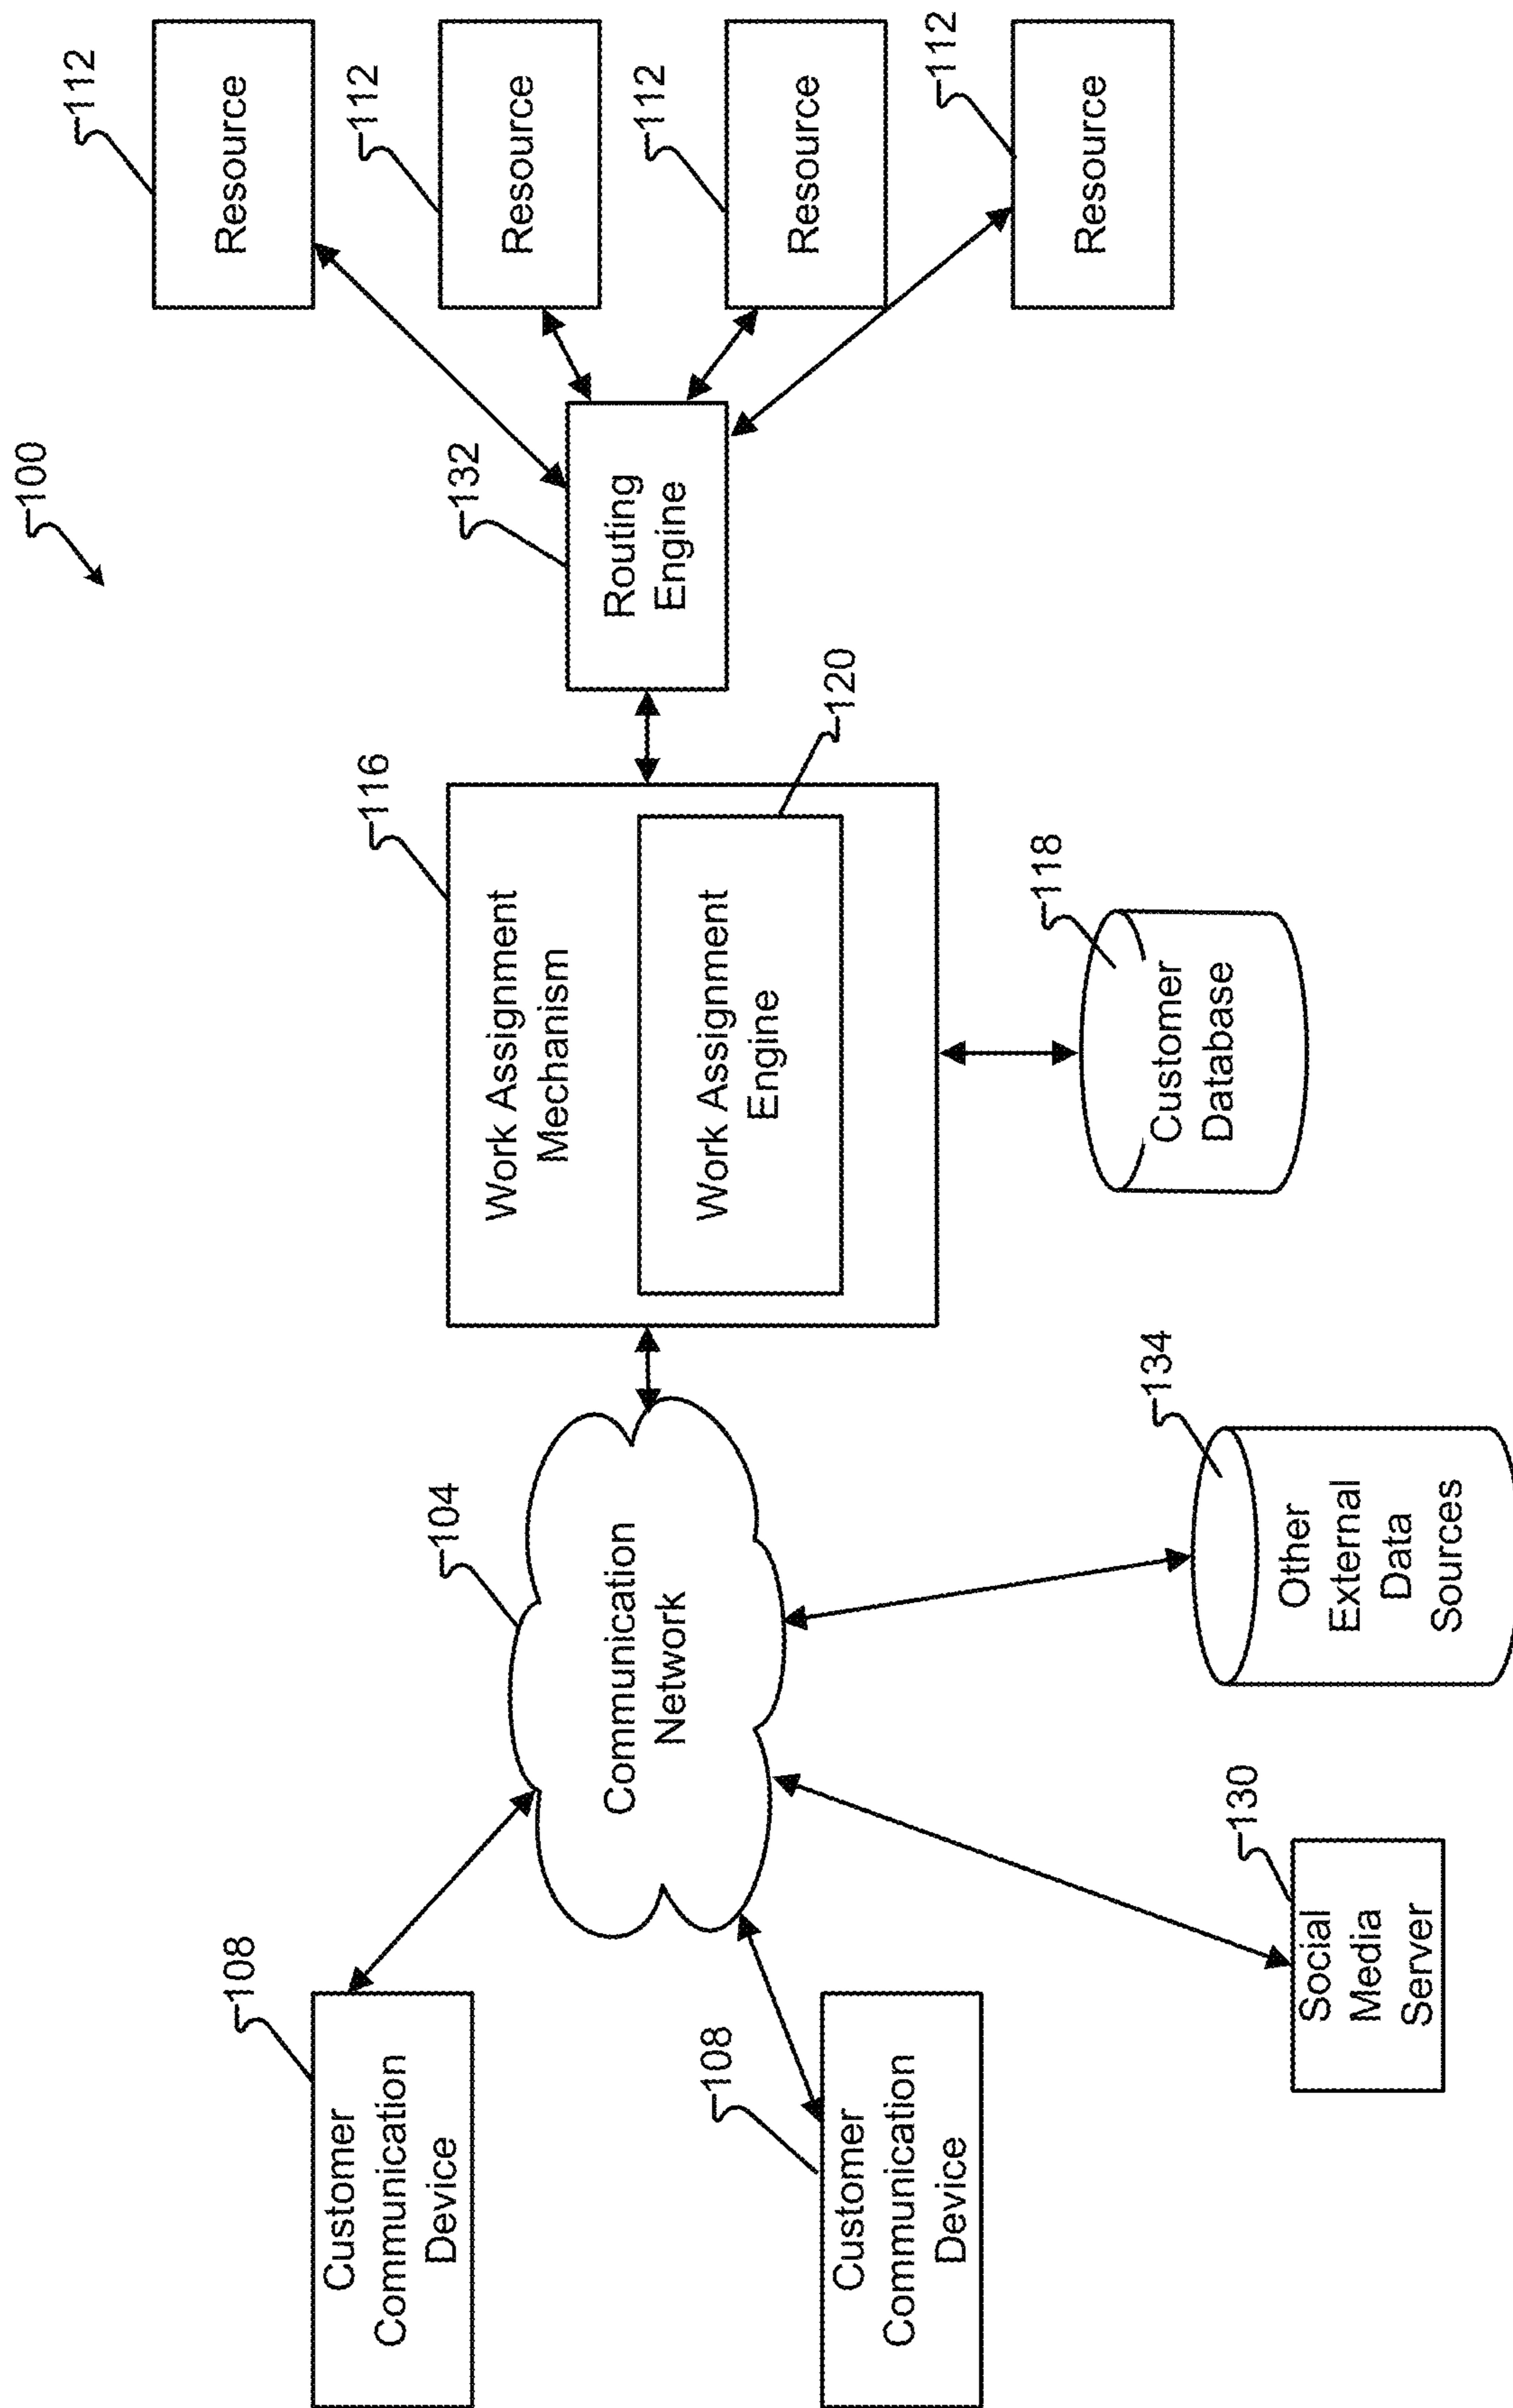 100
108
Customer
Communication
Device
108
Customer
Communication
Device
104
Communication
Network
130
Social
Media
Server
134
Other
External
Data
Sources
116
Work Assignment
Mechanism
Work Assignment
Engine
120
118
Customer
Database
132
Routing
Engine
112
Resource
112
Resource
112
Resource
112
Resource